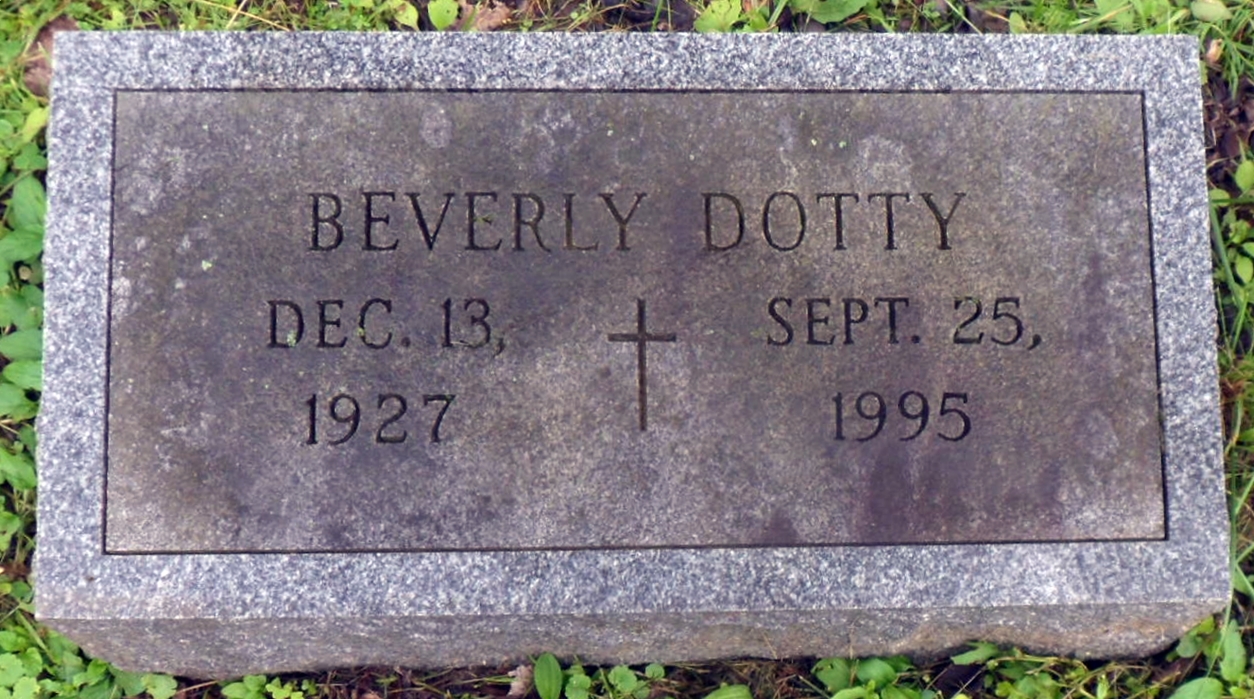 BEVERLY DOTTY
DEC. 13, SEPT. 25,
1927 1995